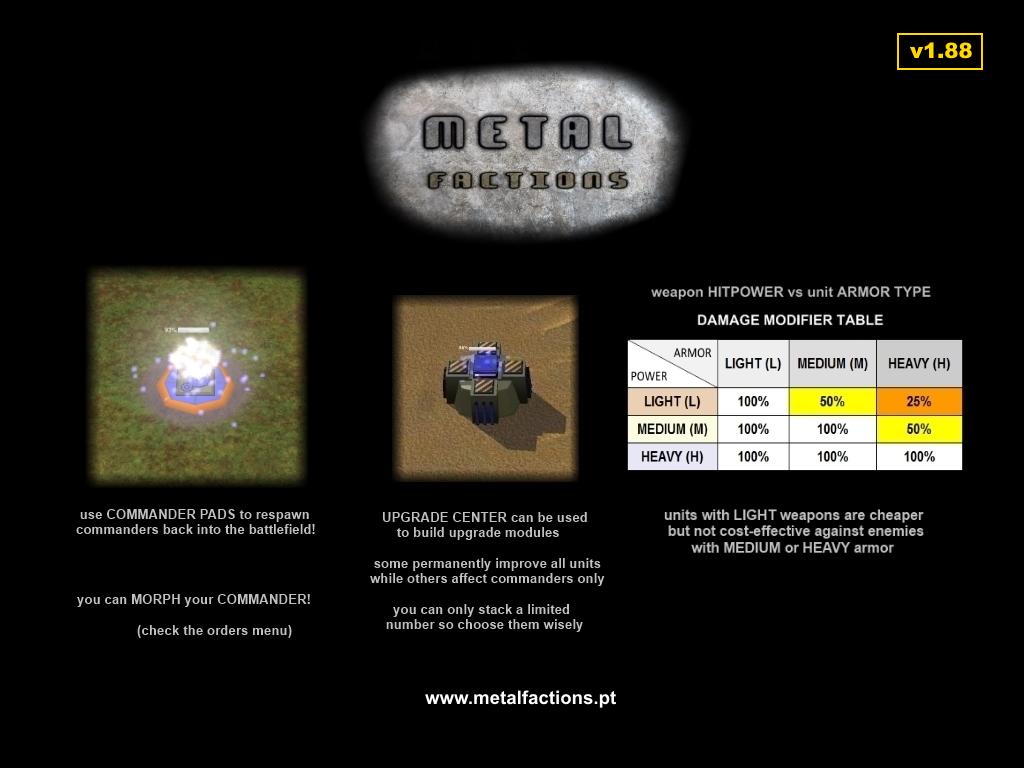 v1.88
METAL
FACTIONS
use COMMANDER PADS to respawn
commanders back into the battlefield!
you can MORPH your COMMANDER!
(check the orders menu)
UPGRADE CENTER can be used
to build upgrade modules
some permanently improve all units
while others affect commanders only
you can only stack a limited
number so choose them wisely
weapon HITPOWER vs unit ARMOR TYPE
DAMAGE MODIFIER TABLE
ARMOR
POWER
LIGHT (L) MEDIUM (M) HEAVY (H)
LIGHT (L) 100% 50% 25%
MEDIUM (M) 100% 100% 50%
HEAVY (H) 100% 100% 100%
units with LIGHT weapons are cheaper
but not cost-effective against enemies
with MEDIUM or HEAVY armor
www.metalfactions.pt